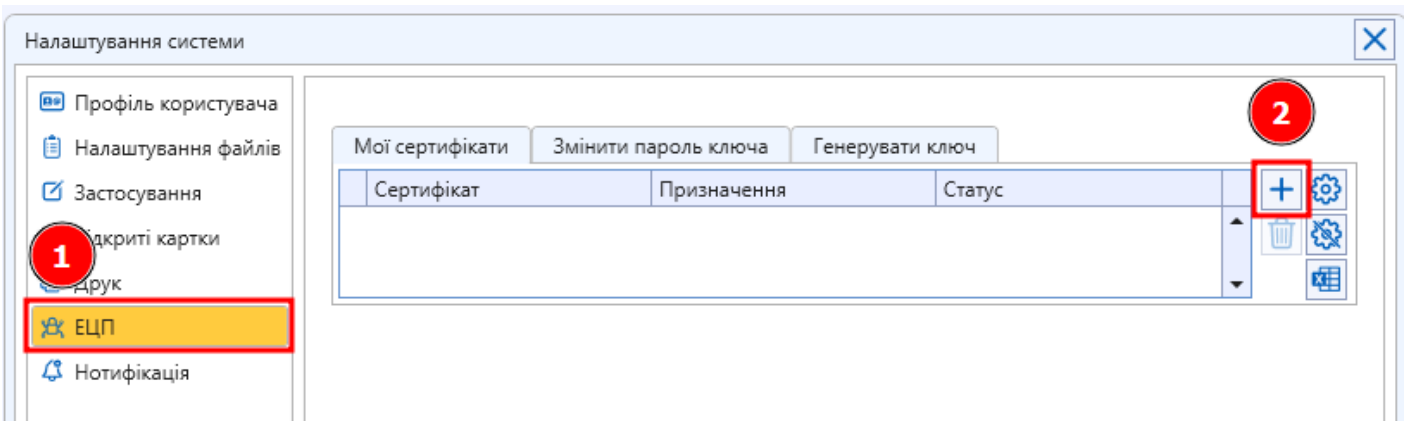 Налаштування системи
Профіль користувача
Налаштування файлів
Застосування
картки
Друк
ЕЦП
Нотифікація
1
2
Мої сертифікати Змінити пароль ключа Генерувати ключ
Сертифікат Призначення Статус